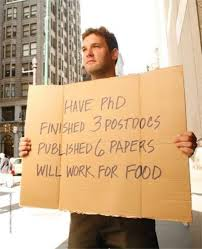 HAVE PhD
FINISHED 3 POSTDOCS
PUBLISHED 6 PAPERS
WILL WORK FOR FOOD